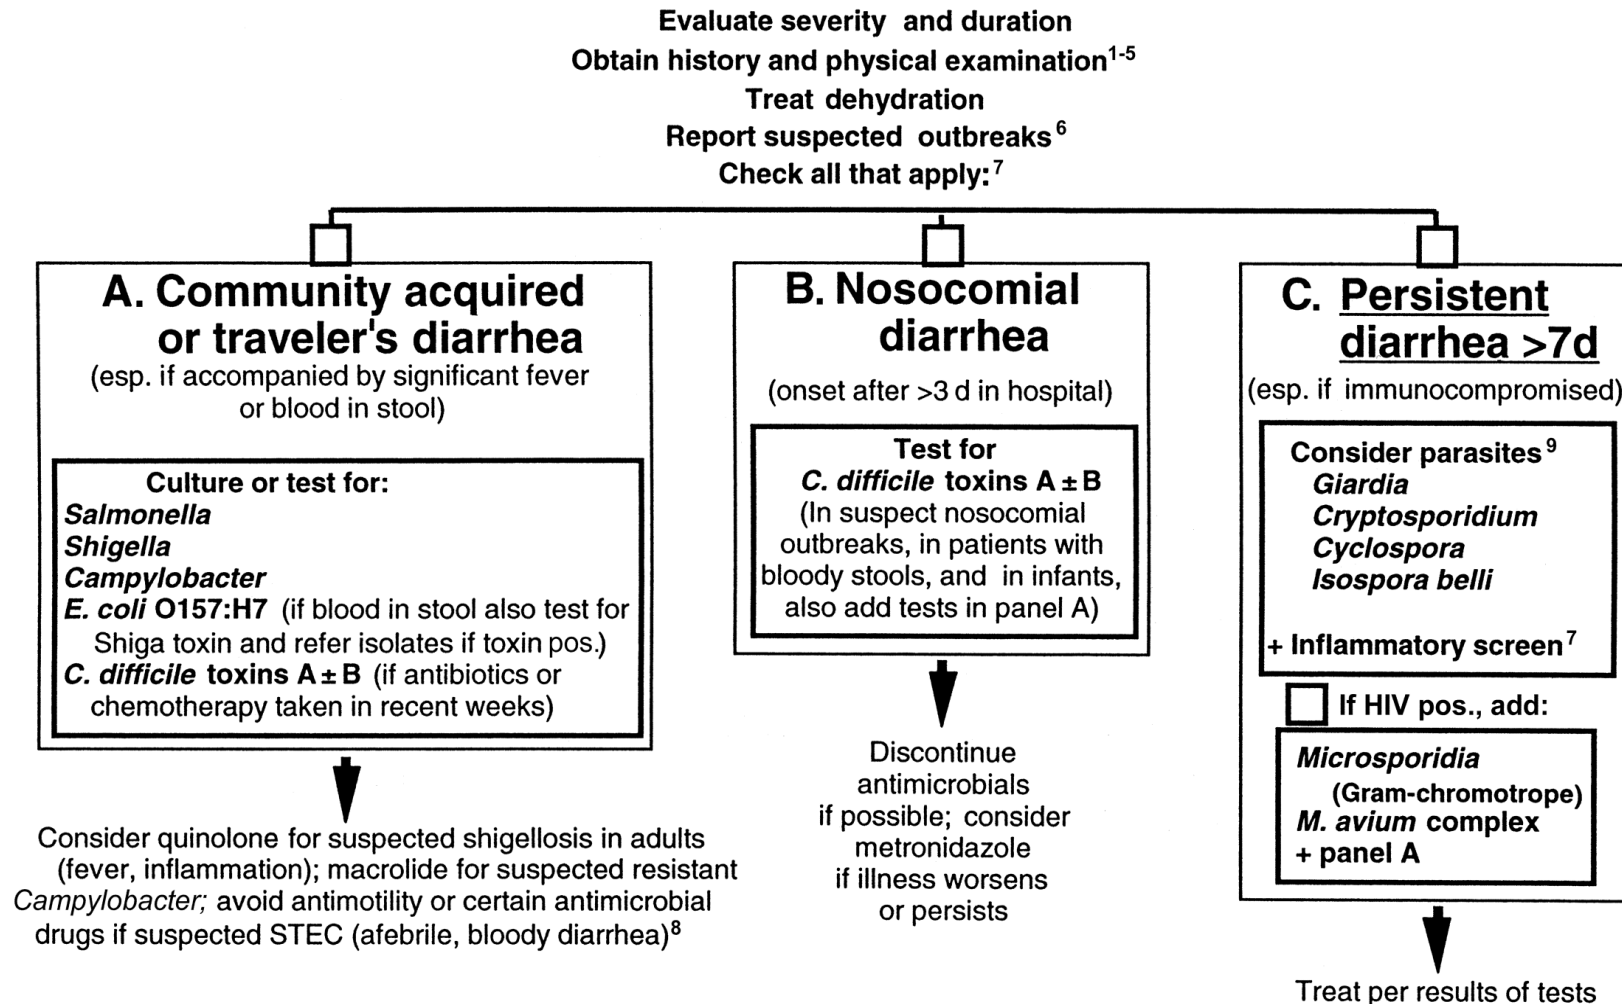 Evaluate severity and duration
Obtain history and physical examination1-5
Treat dehydration
Report suspected outbreaks6
Check all that apply:7
A. Community acquired
or traveler's diarrhea
(esp. if accompanied by significant fever
or blood in stool)
Culture or test for:
Salmonella
Shigella
Campylobacter
E. coli O157:H7 (if blood in stool also test for
Shiga toxin and refer isolates if toxin pos.)
C. difficile toxins A ± B (if antibiotics or
chemotherapy taken in recent weeks)
Consider quinolone for suspected shigellosis in adults
(fever, inflammation); macrolide for suspected resistant
Campylobacter; avoid antimotility or certain antimicrobial
drugs if suspected STEC (afebrile, bloody diarrhea)8
B. Nosocomial
diarrhea
(onset after >3 d in hospital)
Test for
C. difficile toxins A ± B
(In suspect nosocomial
outbreaks, in patients with
bloody stools, and in infants,
also add tests in panel A)
Discontinue
antimicrobials
if possible; consider
metronidazole
if illness worsens
or persists
C. Persistent
diarrhea >7d
(esp. if immunocompromised)
Consider parasites9
Giardia
Cryptosporidium
Cyclospora
Isospora belli
+ Inflammatory screen7
If HIV pos., add:
Microsporidia
(Gram-chromotrope)
M. avium complex
+ panel A
Treat per results of tests